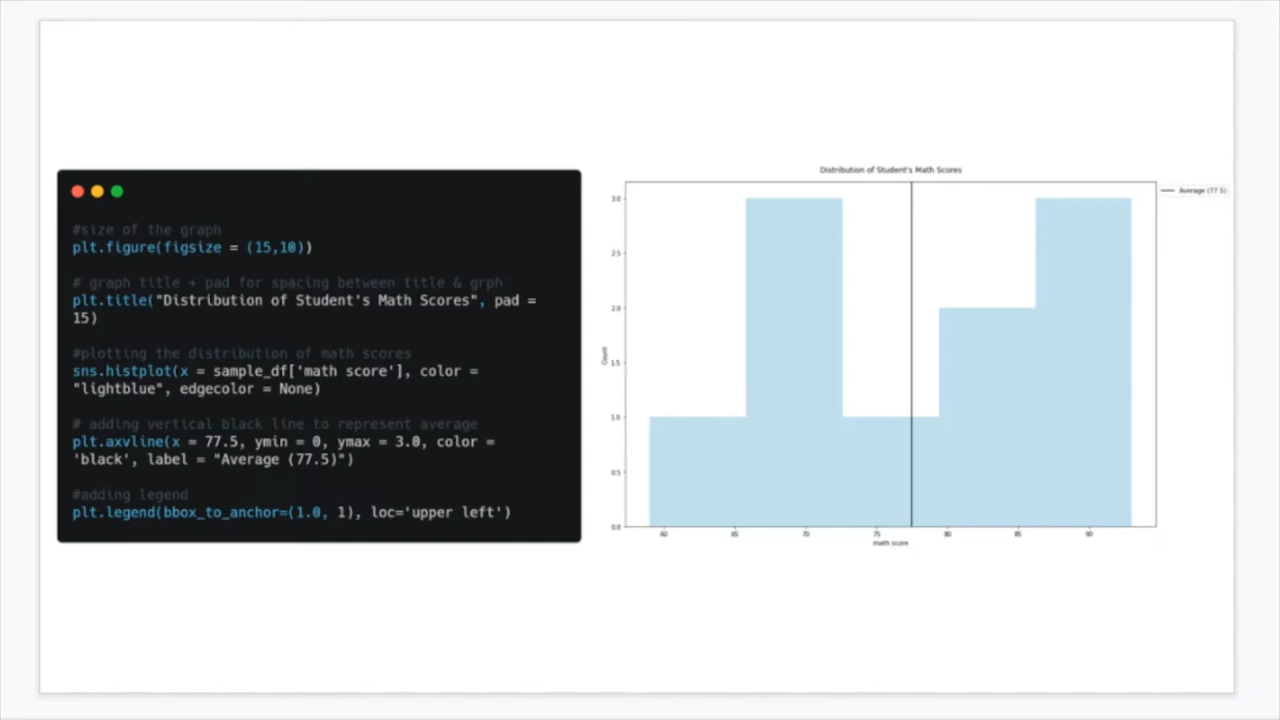 #size of the graph
plt.figure(figsize = (15,10))
# graph title + pad for spacing between title & grph
plt.title("Distribution of Student's Math Scores", pad =
15)
#plotting the distribution of math scores
sns.histplot(x = sample_df['math score'], color =
"lightblue", edgecolor = None)
# adding vertical black line to represent average
plt.axvline(x = 77.5, ymin = 0, ymax = 3.0, color =
'black', label = "Average (77.5)")
#adding legend
plt.legend(bbox_to_anchor=(1.0, 1), loc='upper left')
Distribution of Student's Math Scores
Average (77.5)
3.0
2.5
2.0
1.5
1.0
0.5
0.0
Count
60 65 70 75 80 85 90
math score